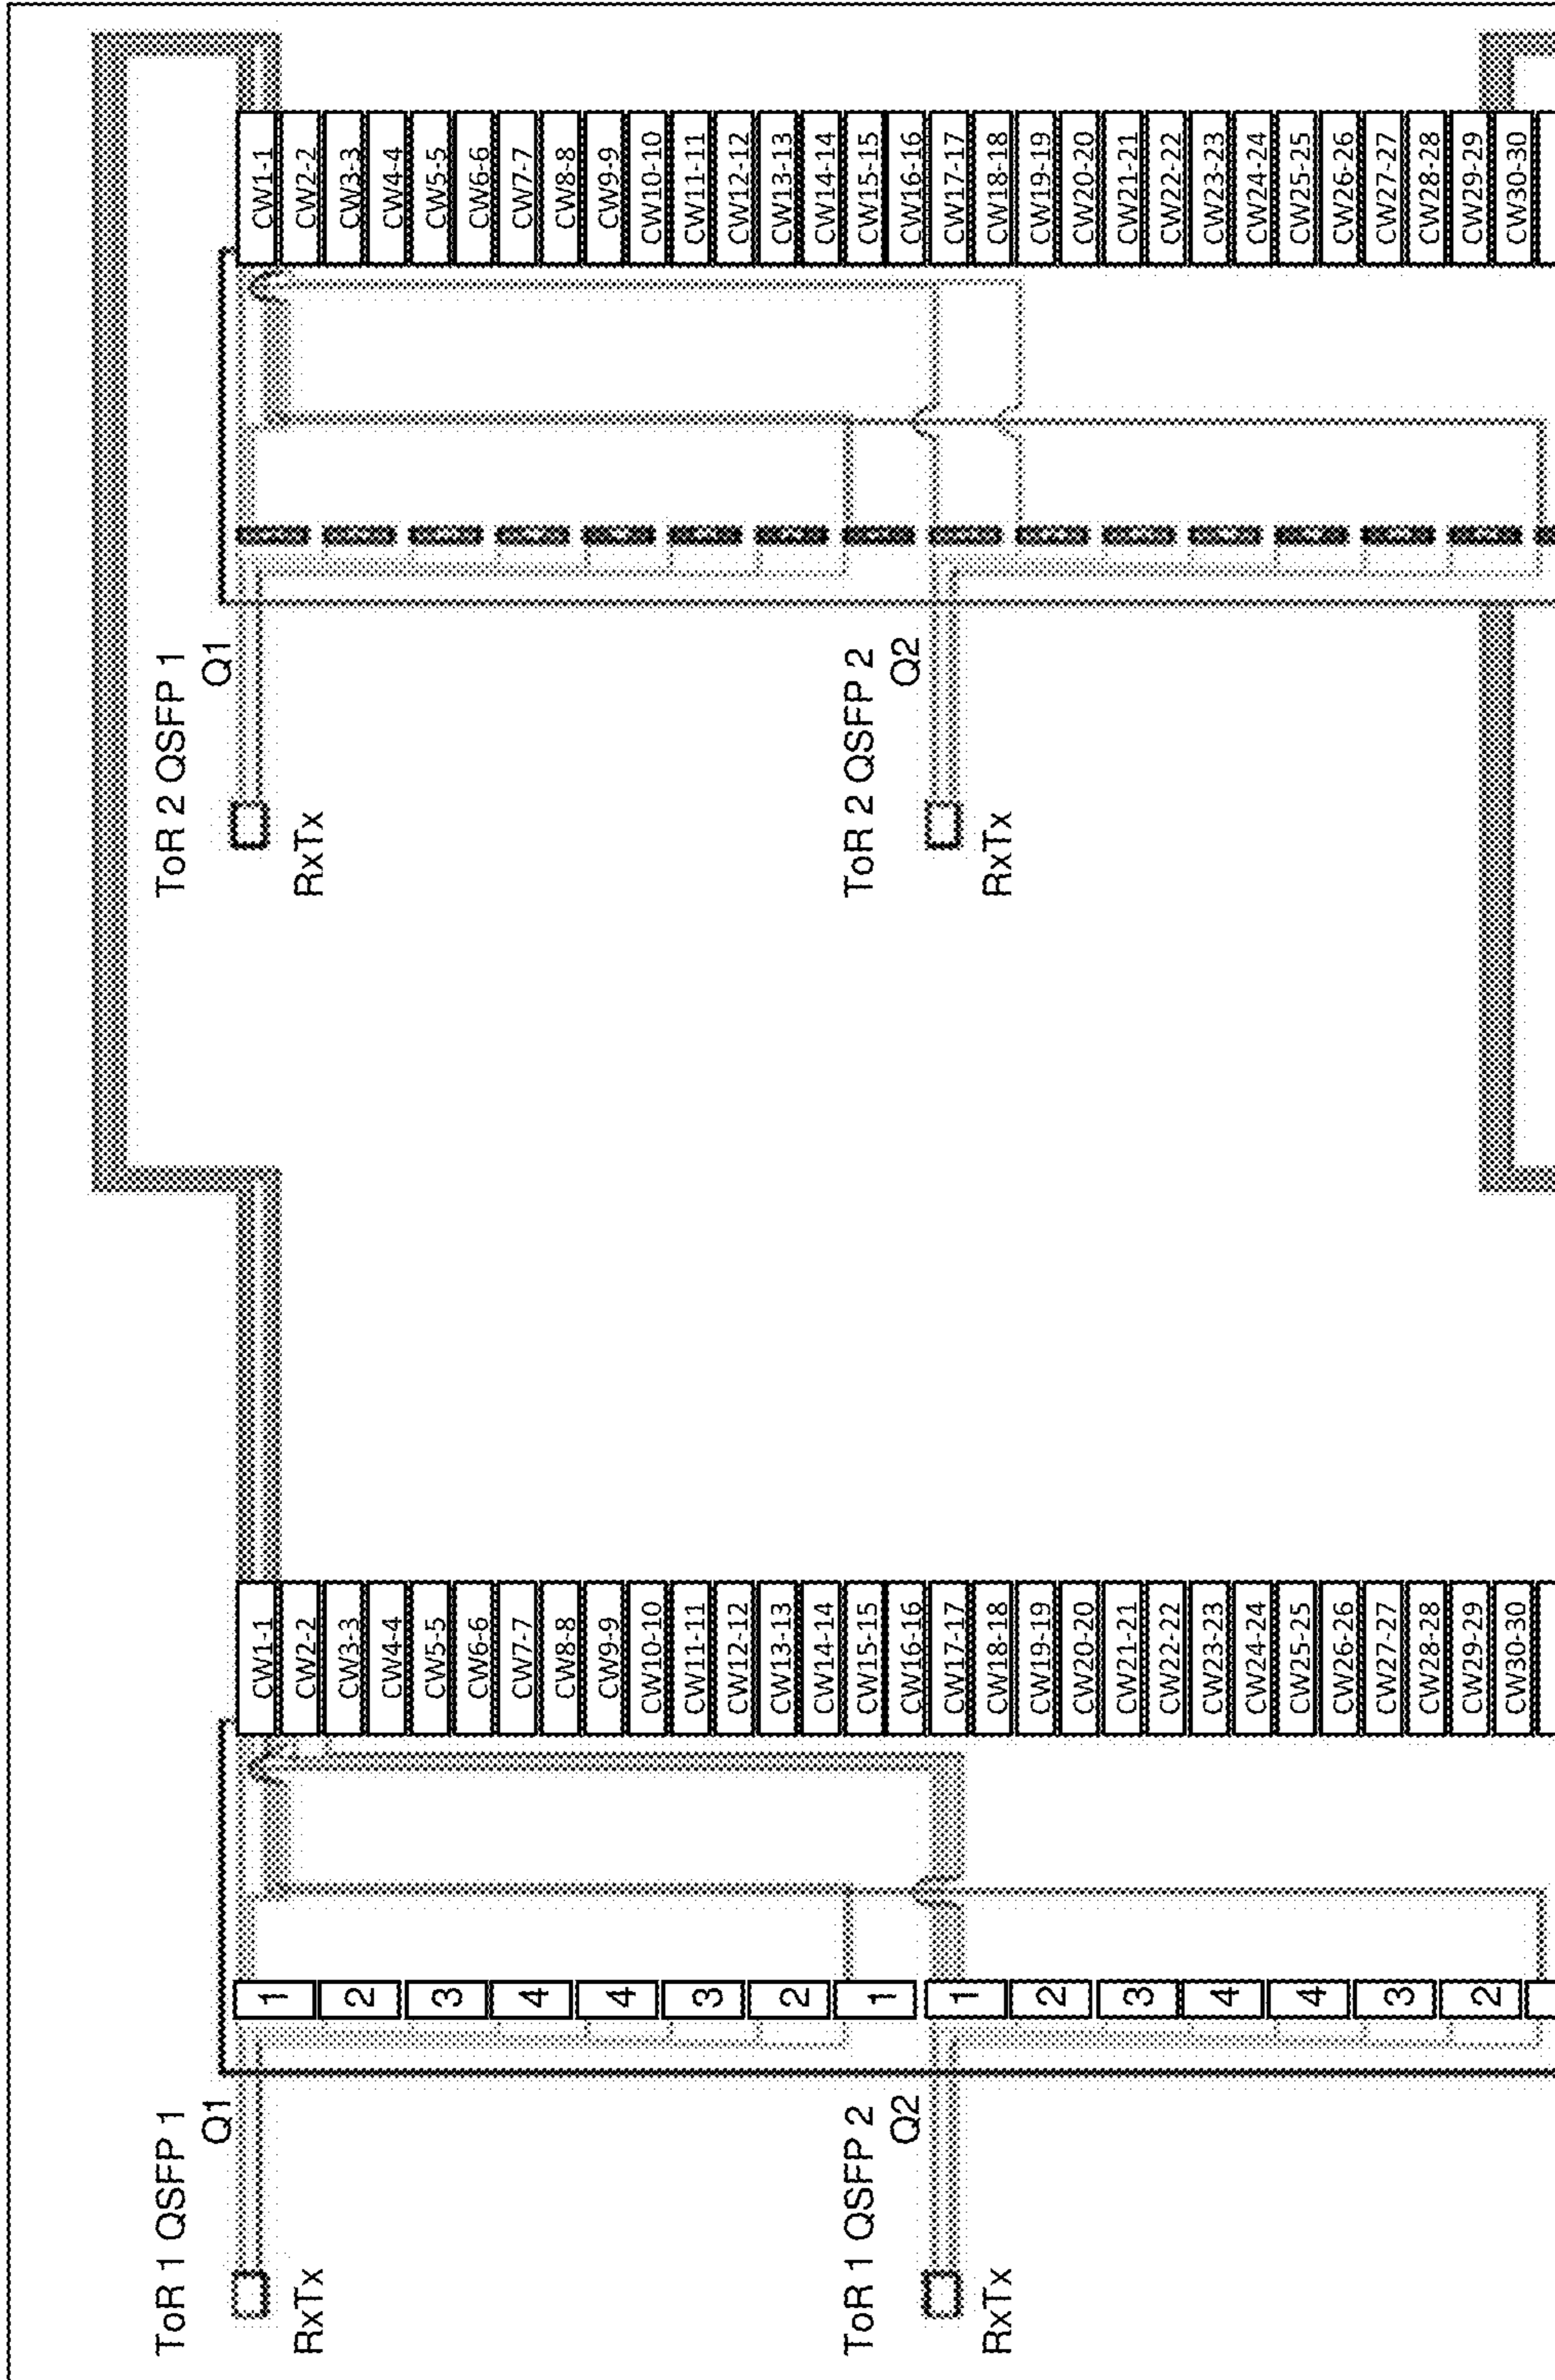 ToR 1 QSFP 1
Q1
RxTx
ToR 1 QSFP 2
Q2
RxTx
1
2
3
4
4
3
2
1
1
2
3
4
4
3
2
CW1-1
CW2-2
CW3-3
CW4-4
CW5-5
CW6-6
CW7-7
CW8-8
CW9-9
CW10-10
CW11-11
CW12-12
CW13-13
CW14-14
CW15-15
CW16-16
CW17-17
CW18-18
CW19-19
CW20-20
CW21-21
CW22-22
CW23-23
CW24-24
CW25-25
CW26-26
CW27-27
CW28-28
CW29-29
CW30-30
ToR 2 QSFP 1
Q1
RxTx
ToR 2 QSFP 2
Q2
RxTx
CW1-1
CW2-2
CW3-3
CW4-4
CW5-5
CW6-6
CW7-7
CW8-8
CW9-9
CW10-10
CW11-11
CW12-12
CW13-13
CW14-14
CW15-15
CW16-16
CW17-17
CW18-18
CW19-19
CW20-20
CW21-21
CW22-22
CW23-23
CW24-24
CW25-25
CW26-26
CW27-27
CW28-28
CW29-29
CW30-30